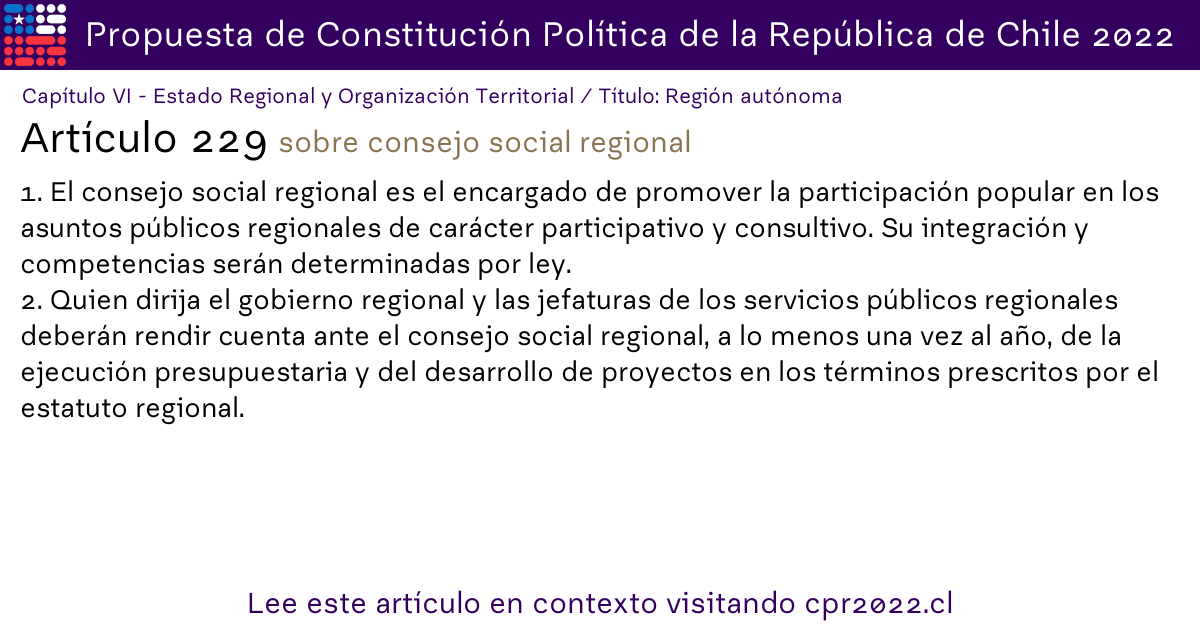 Propuesta de Constitución Política de la República de Chile 2022
Capítulo VI - Estado Regional y Organización Territorial / Título: Región autónoma
Artículo 229 sobre consejo social regional
1. El consejo social regional es el encargado de promover la participación popular en los
asuntos públicos regionales de carácter participativo y consultivo. Su integración y
competencias serán determinadas por ley.
2. Quien dirija el gobierno regional y las jefaturas de los servicios públicos regionales
deberán rendir cuenta ante el consejo social regional, a lo menos una vez al año, de la
ejecución presupuestaria y del desarrollo de proyectos en los términos prescritos por el
estatuto regional.
Lee este artículo en contexto visitando cpr2022.cl